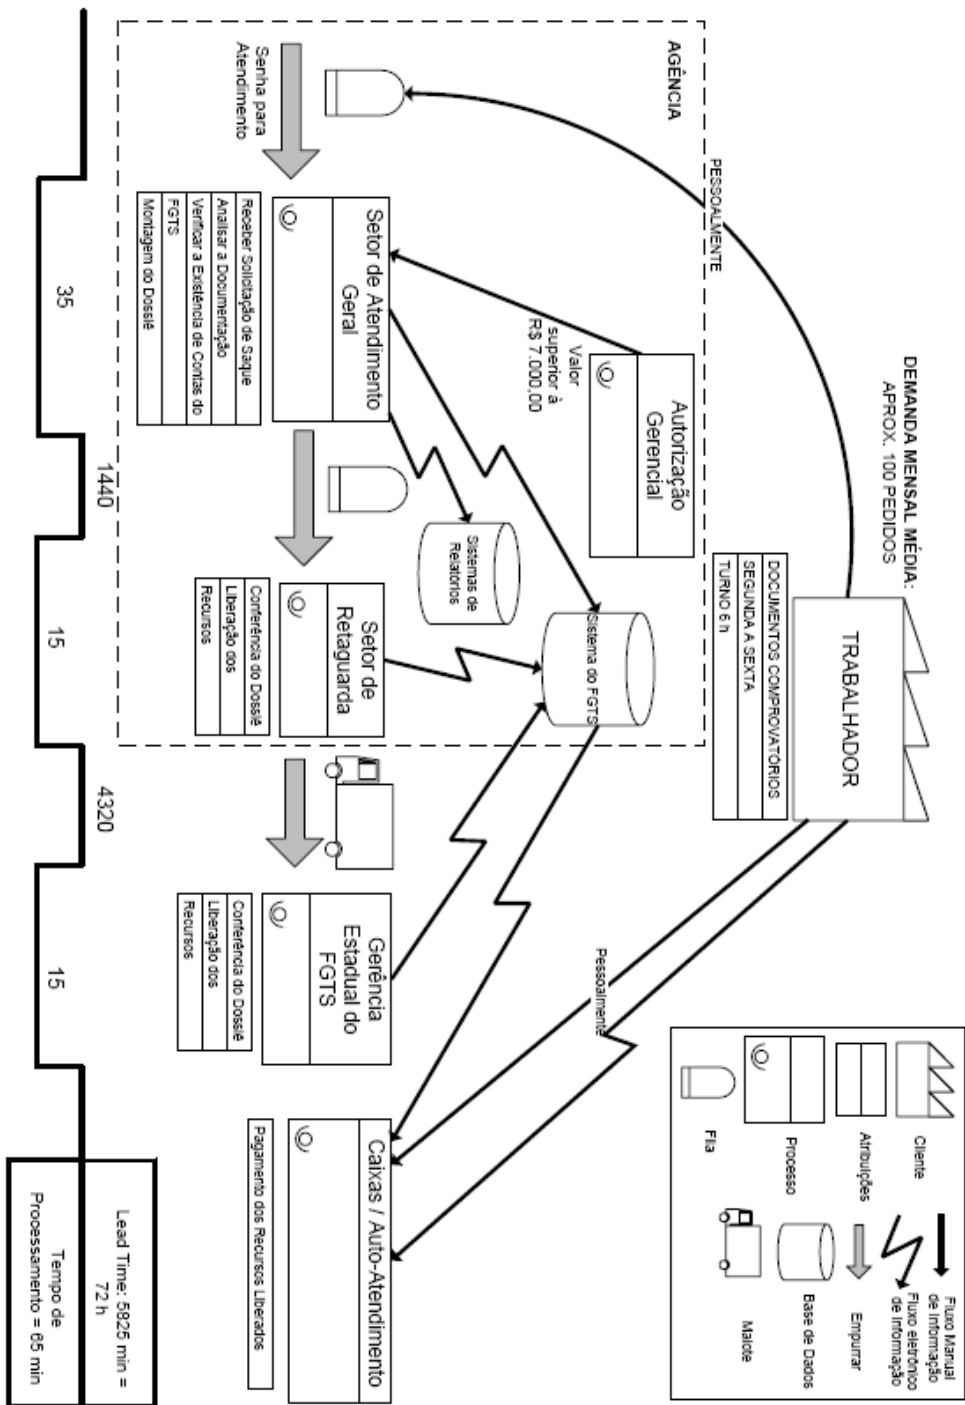 DEMANDA MENSAL MÉDIA:
APROX. 100 PEDIDOS
TRABALHADOR
DOCUMENTOS COMPROVATÓRIOS
SEGUNDA A SEXTA
TURNO 6 h
PESSOALMENTE
Pessoalmente
Cliente
Atribuições
Processo
Fila
Fluxo Manual
de Informação
Fluxo eletrônico
de Informação
Empurrar
Base de Dados
Malote
AGÊNCIA
Autorização
Gerencial
Valor
superior à
R$ 7.000,00
Sistema do FGTS
Sistemas de
Relatórios
Senha para
Atendimento
Setor de Atendimento
Geral
Receber Solicitação de Saque
Analisar a Documentação
Verificar a Existência de Contas do
FGTS
Montagem do Dossiê
Setor de
Retaguarda
Conferência do Dossiê
Liberação dos
Recursos
Gerência
Estadual do
FGTS
Conferência do Dossiê
Liberação dos
Recursos
Caixas / Auto-Atendimento
Pagamento dos Recursos Liberados
35
1440
15
4320
15
Lead Time: 5825 min =
72 h
Tempo de
Processamento = 65 min